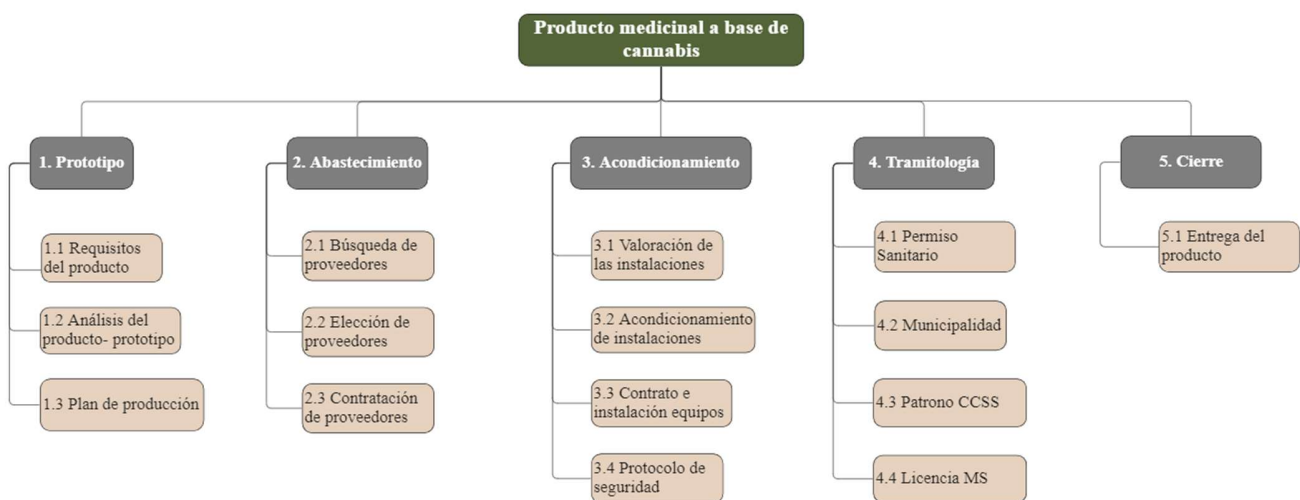 Producto medicinal a base de
cannabis
1. Prototipo
1.1 Requisitos
del producto
1.2 Análisis del
producto- prototipo
1.3 Plan de producción
2. Abastecimiento
2.1 Búsqueda de
proveedores
2.2 Elección de
proveedores
2.3 Contratación
de proveedores
3. Acondicionamiento
3.1 Valoración de
las instalaciones
3.2 Acondicionamiento
de instalaciones
3.3 Contrato e
instalación equipos
3.4 Protocolo de
seguridad
4. Tramitología
4.1 Permiso
Sanitario
4.2 Municipalidad
4.3 Patrono CCSS
4.4 Licencia MS
5. Cierre
5.1 Entrega del
producto